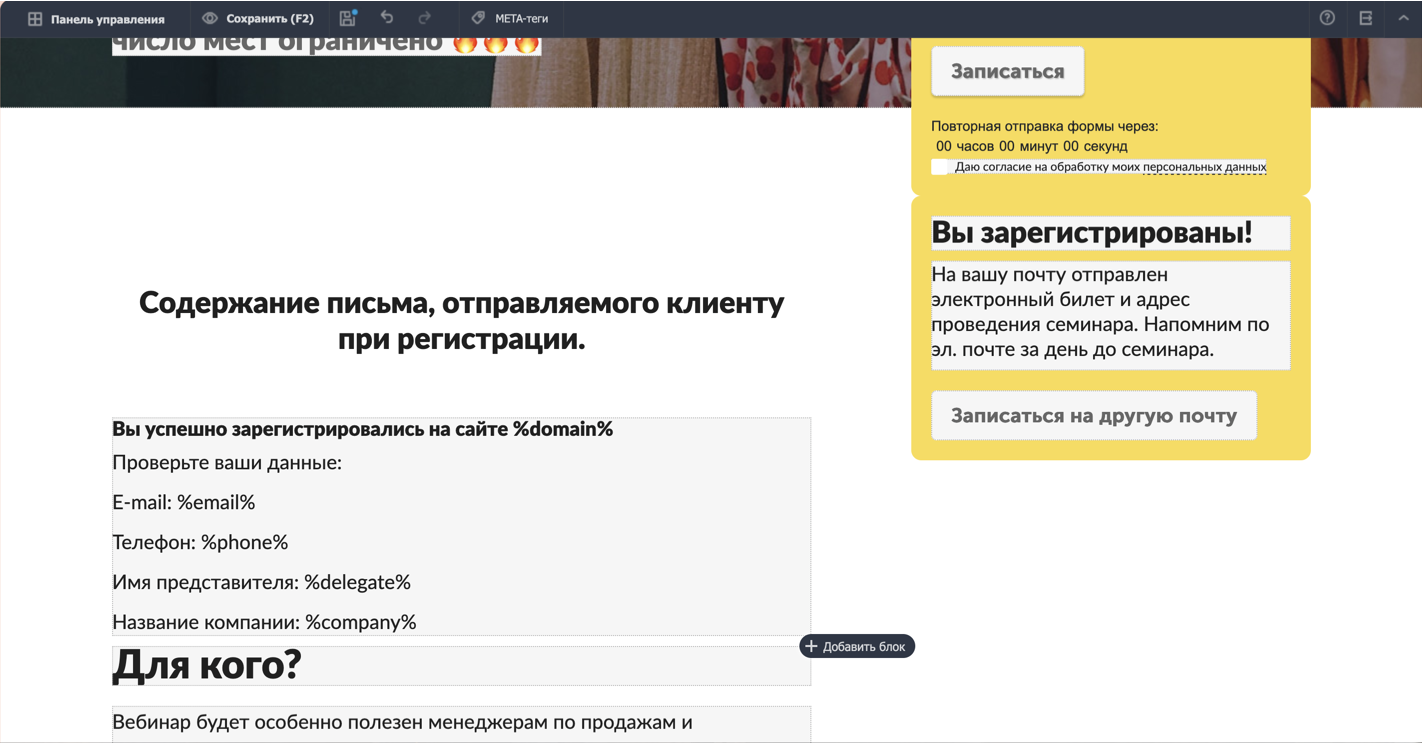 Панель управления
Сохранить (F2)
META-теги
число мест ограничено 🔥🔥🔥
Записаться
Повторная отправка формы через:
00 часов 00 минут 00 секунд
Даю согласие на обработку моих персональных данных
Вы зарегистрированы!
На вашу почту отправлен
электронный билет и адрес
проведения семинара. Напомним по
эл. почте за день до семинара.
Записаться на другую почту
Содержание письма, отправляемого клиенту
при регистрации.
Вы успешно зарегистрировались на сайте %domain%
Проверьте ваши данные:
E-mail: %email%
Телефон: %phone%
Имя представителя: %delegate%
Название компании: %company%
+ Добавить блок
Для кого?
Вебинар будет особенно полезен менеджерам по продажам и